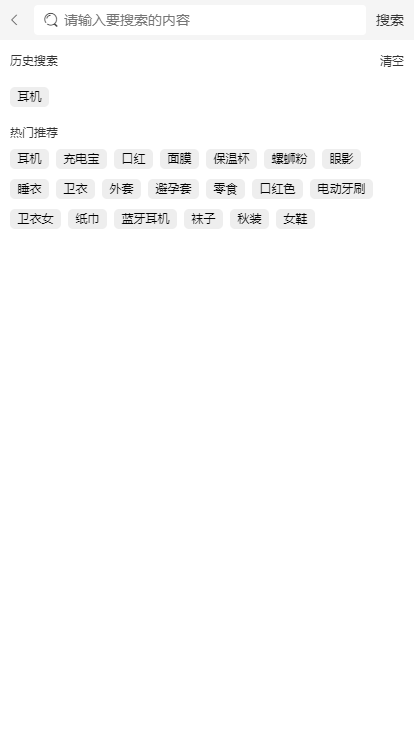 请输入要搜索的内容 搜索
历史搜索 清空
耳机
热门推荐
耳机 充电宝 口红 面膜 保温杯 螺蛳粉 眼影
睡衣 卫衣 外套 避孕套 零食 口红色 电动牙刷
卫衣女 纸巾 蓝牙耳机 袜子 秋装 女鞋